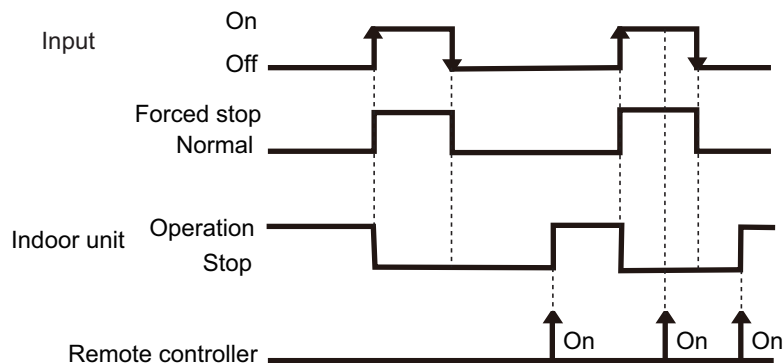 On
Input
Off
Forced stop
Normal
Operation
Indoor unit
Stop
On
On
On
Remote controller